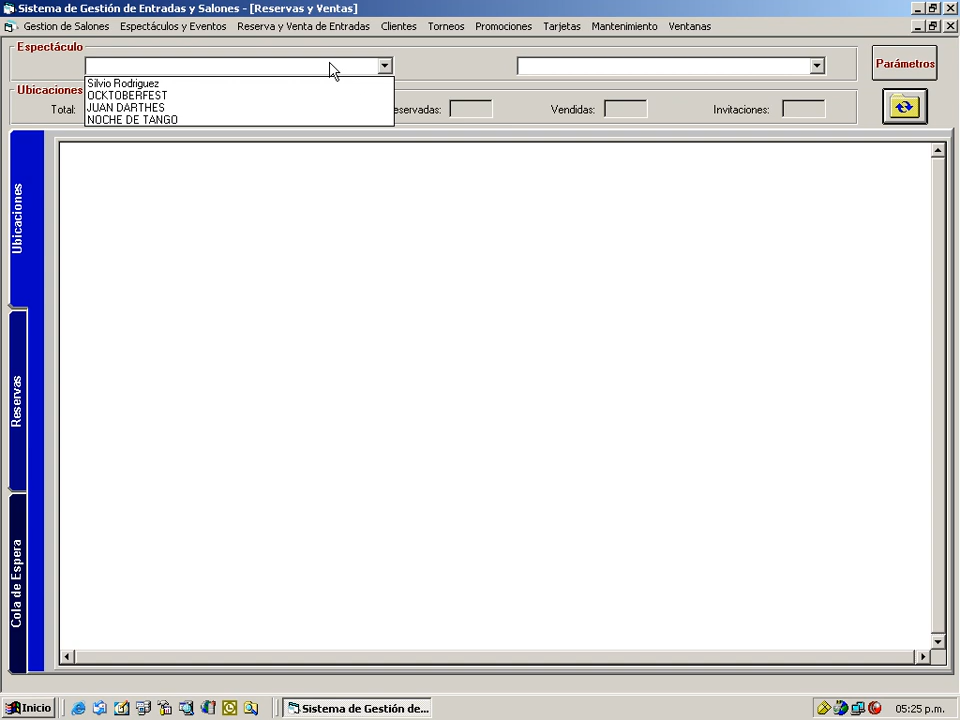 Sistema de Gestión de Entradas y Salones - [Reservas y Ventas]
Gestion de Salones Espectáculos y Eventos Reserva y Venta de Entradas Clientes Torneos Promociones Tarjetas Mantenimiento Ventanas
Espectáculo
Parámetros
Silvio Rodriguez
OCKTOBERFEST
JUAN DARTHES
NOCHE DE TANGO
Ubicaciones
Total: eservadas: Vendidas: Invitaciones:
Ubicaciones
Reservas
Cola de Espera
Inicio Sistema de Gestión de... 05:25 p.m.